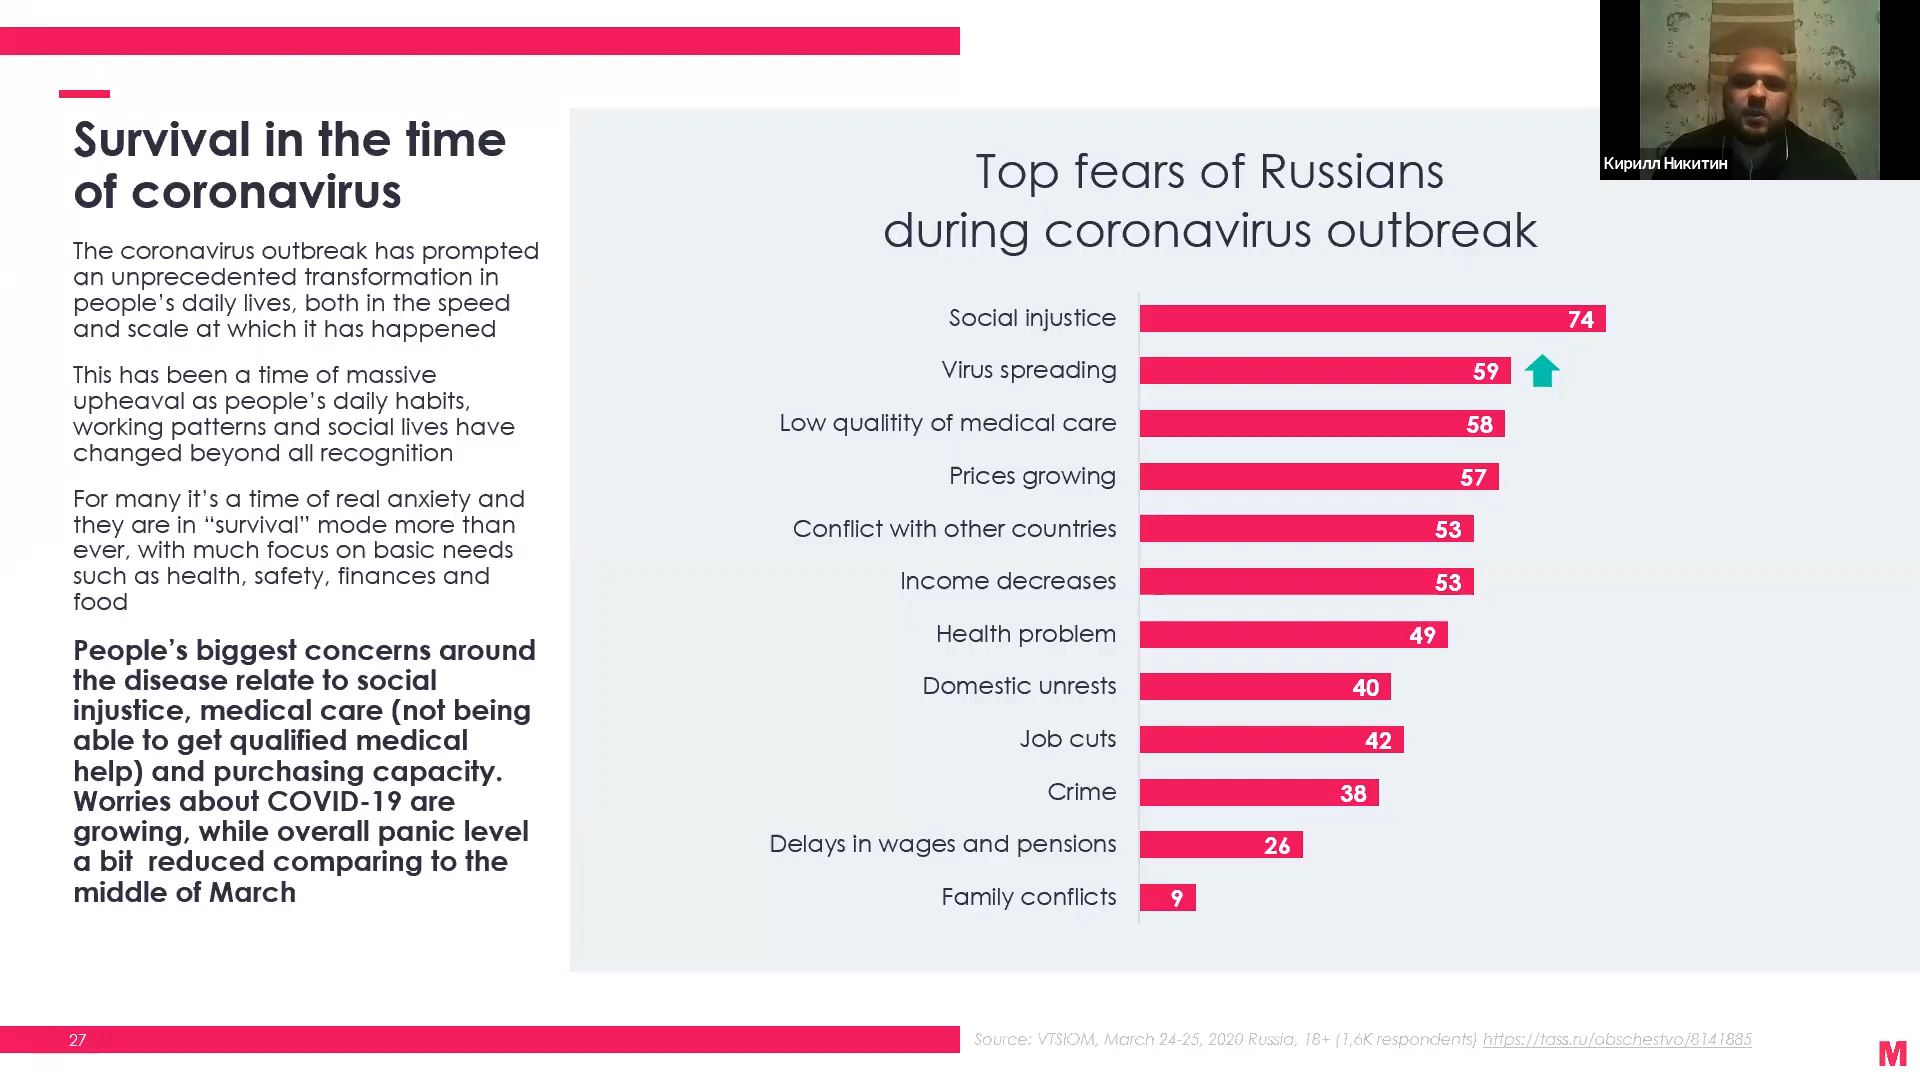 Survival in the time
of coronavirus
The coronavirus outbreak has prompted
an unprecedented transformation in
people's daily lives, both in the speed
and scale at which it has happened
This has been a time of massive
upheaval as people's daily habits,
working patterns and social lives have
changed beyond all recognition
For many it's a time of real anxiety and
they are in “survival” mode more than
ever, with much focus on basic needs
such as health, safety, finances and
food
People's biggest concerns around
the disease relate to social
injustice, medical care (not being
able to get qualified medical
help) and purchasing capacity.
Worries about COVID-19 are
growing, while overall panic level
a bit  reduced comparing to the
middle of March
Top fears of Russians
during coronavirus outbreak
Social injustice 74
Virus spreading 59
Low qualitity of medical care 58
Prices growing 57
Conflict with other countries 53
Income decreases 53
Health problem 49
Domestic unrests 40
Job cuts 42
Crime 38
Delays in wages and pensions 26
Family conflicts 9
Кирилл Никитин
27
Source: VTSIOM, March 24-25, 2020 Russia, 18+ (1,6K respondents) https://tass.ru/obschestvo/8141885
M